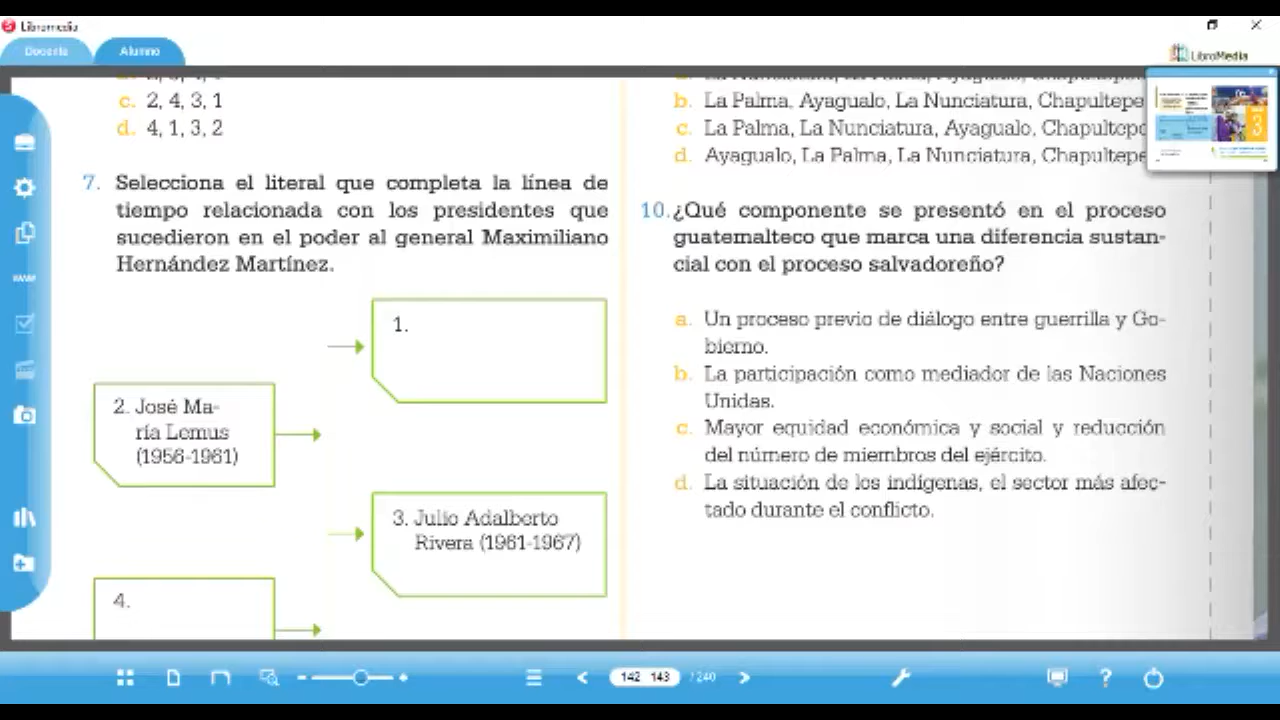 Libromedia
Docente
Alumno
LibroMedia
c. 2, 4, 3, 1
d. 4, 1, 3, 2
7. Selecciona el literal que completa la línea de
tiempo relacionada con los presidentes que
sucedieron en el poder al general Maximiliano
Hernández Martínez.
1.
2. José Ma-
ría Lemus
(1956-1961)
3. Julio Adalberto
Rivera (1961-1967)
4.
b. La Palma, Ayagualo, La Nunciatura, Chapultepe
c. La Palma, La Nunciatura, Ayagualo, Chapultepe
d. Ayagualo, La Palma, La Nunciatura, Chapultepe
10. ¿Qué componente se presentó en el proceso
guatemalteco que marca una diferencia sustan-
cial con el proceso salvadoreño?
a. Un proceso previo de diálogo entre guerrilla y Go-
bierno.
b. La participación como mediador de las Naciones
Unidas.
c. Mayor equidad económica y social y reducción
del número de miembros del ejército.
d. La situación de los indígenas, el sector más afec-
tado durante el conflicto.
142 143 / 240